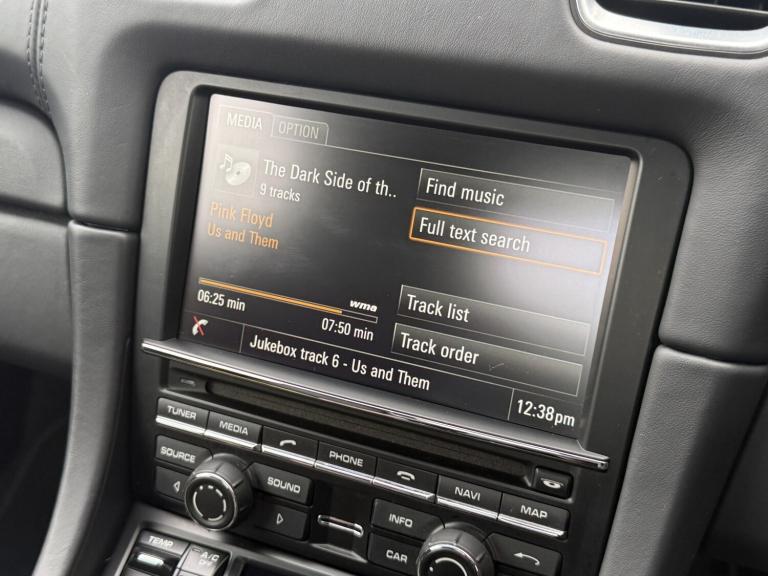 MEDIA
OPTION
The Dark Side of th..
9 tracks
Pink Floyd
Us and Them
Find music
Full text search
06:25 min
wma
07:50 min
Track list
Track order
Jukebox track 6 - Us and Them
12:38pm
TUNER
MEDIA
PHONE
NAVI
MAP
SOURCE
SOUND
INFO
CAR
TEMP
A/C
OFF